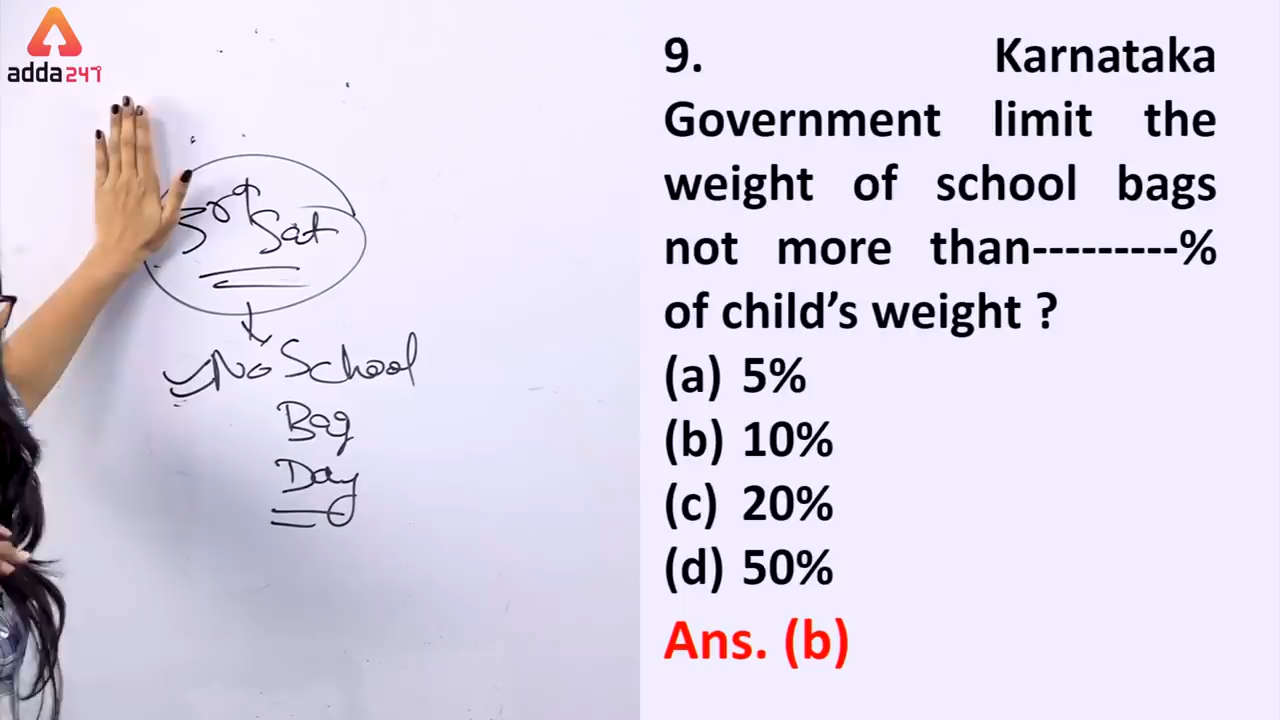 adda247
3rd Sat
No School
Bag
Day
9. Karnataka
Government limit the
weight of school bags
not more than---------%
of child’s weight ?
(a) 5%
(b) 10%
(c) 20%
(d) 50%
Ans. (b)